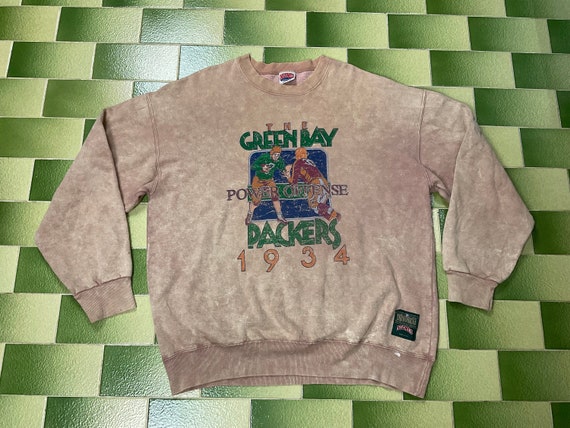 THE
GREEN BAY
POWER OFFENSE
PACKERS
1934